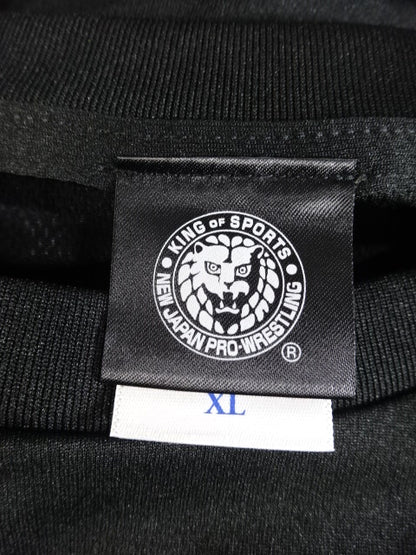 • KING OF SPORTS •
NEW JAPAN PRO-WRESTLING
®
XL